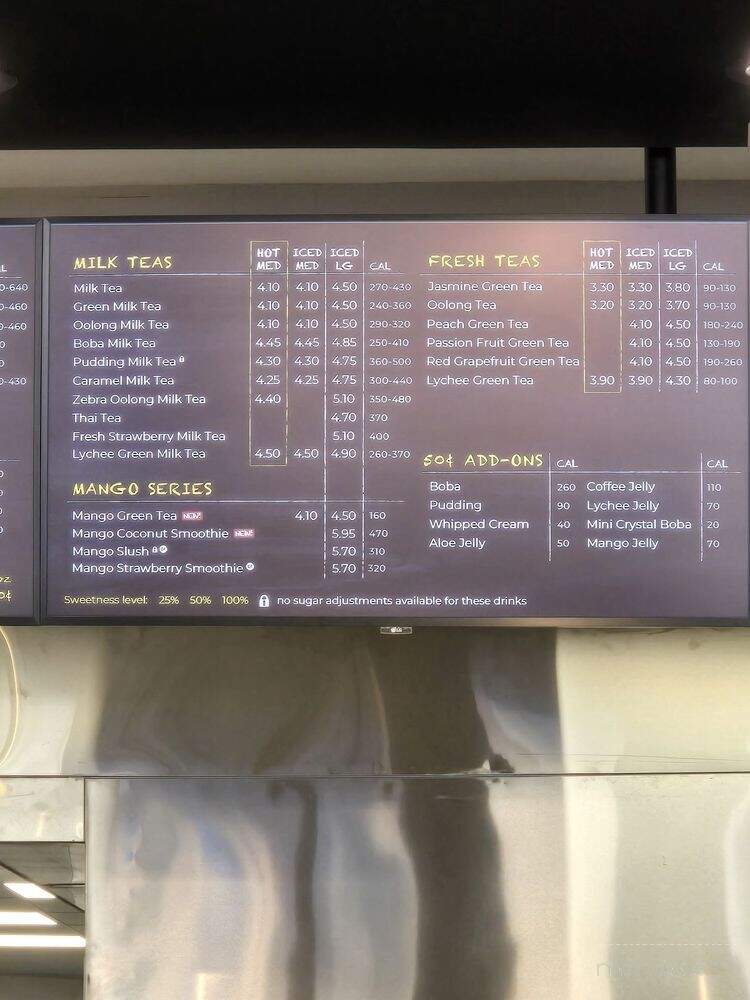 L
0-640
0-460
0-460
0
0
0-430
MILK TEAS HOT MED ICED MED ICED LG CAL
Milk Tea 4.10 4.10 4.50 270-430
Green Milk Tea 4.10 4.10 4.50 240-360
Oolong Milk Tea 4.10 4.10 4.50 290-320
Boba Milk Tea 4.45 4.45 4.85 250-410
Pudding Milk Tea 4.30 4.30 4.75 360-500
Caramel Milk Tea 4.25 4.25 4.75 300-440
Zebra Oolong Milk Tea 4.40 5.10 350-480
Thai Tea 4.70 370
Fresh Strawberry Milk Tea 5.10 400
Lychee Green Milk Tea 4.50 4.50 4.90 260-370
MANGO SERIES
Mango Green Tea NEW! 4.10 4.50 160
Mango Coconut Smoothie NEW! 5.95 470
Mango Slush 5.70 310
Mango Strawberry Smoothie 5.70 320
FRESH TEAS HOT MED ICED MED ICED LG CAL
Jasmine Green Tea 3.30 3.30 3.80 90-130
Oolong Tea 3.20 3.20 3.70 90-130
Peach Green Tea 4.10 4.50 180-240
Passion Fruit Green Tea 4.10 4.50 130-190
Red Grapefruit Green Tea 4.10 4.50 190-260
Lychee Green Tea 3.90 3.90 4.30 80-100
50¢ ADD-ONS CAL CAL
Boba 260 Coffee Jelly 110
Pudding 90 Lychee Jelly 70
Whipped Cream 40 Mini Crystal Boba 20
Aloe Jelly 50 Mango Jelly 70
Sweetness level: 25% 50% 100% no sugar adjustments available for these drinks
LG